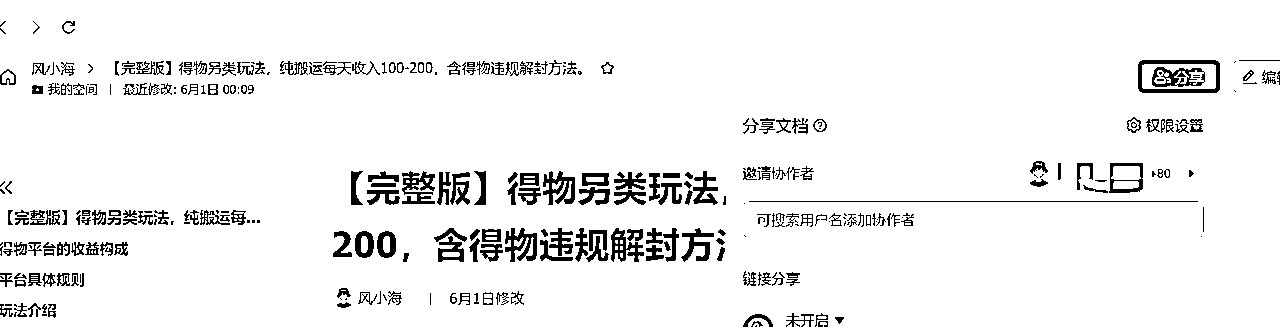 风小海 > 【完整版】得物另类玩法，纯搬运每天收入100-200，含得物违规解封方法。
我的空间 | 最近修改: 6月1日 00:09
分享
编辑
分享文档
权限设置
邀请协作者
+80
可搜索用户名添加协作者
链接分享
未开启
【完整版】得物另类玩法，纯搬运每...
得物平台的收益构成
平台具体规则
玩法介绍
【完整版】得物另类玩法，
200，含得物违规解封方法
风小海 | 6月1日修改